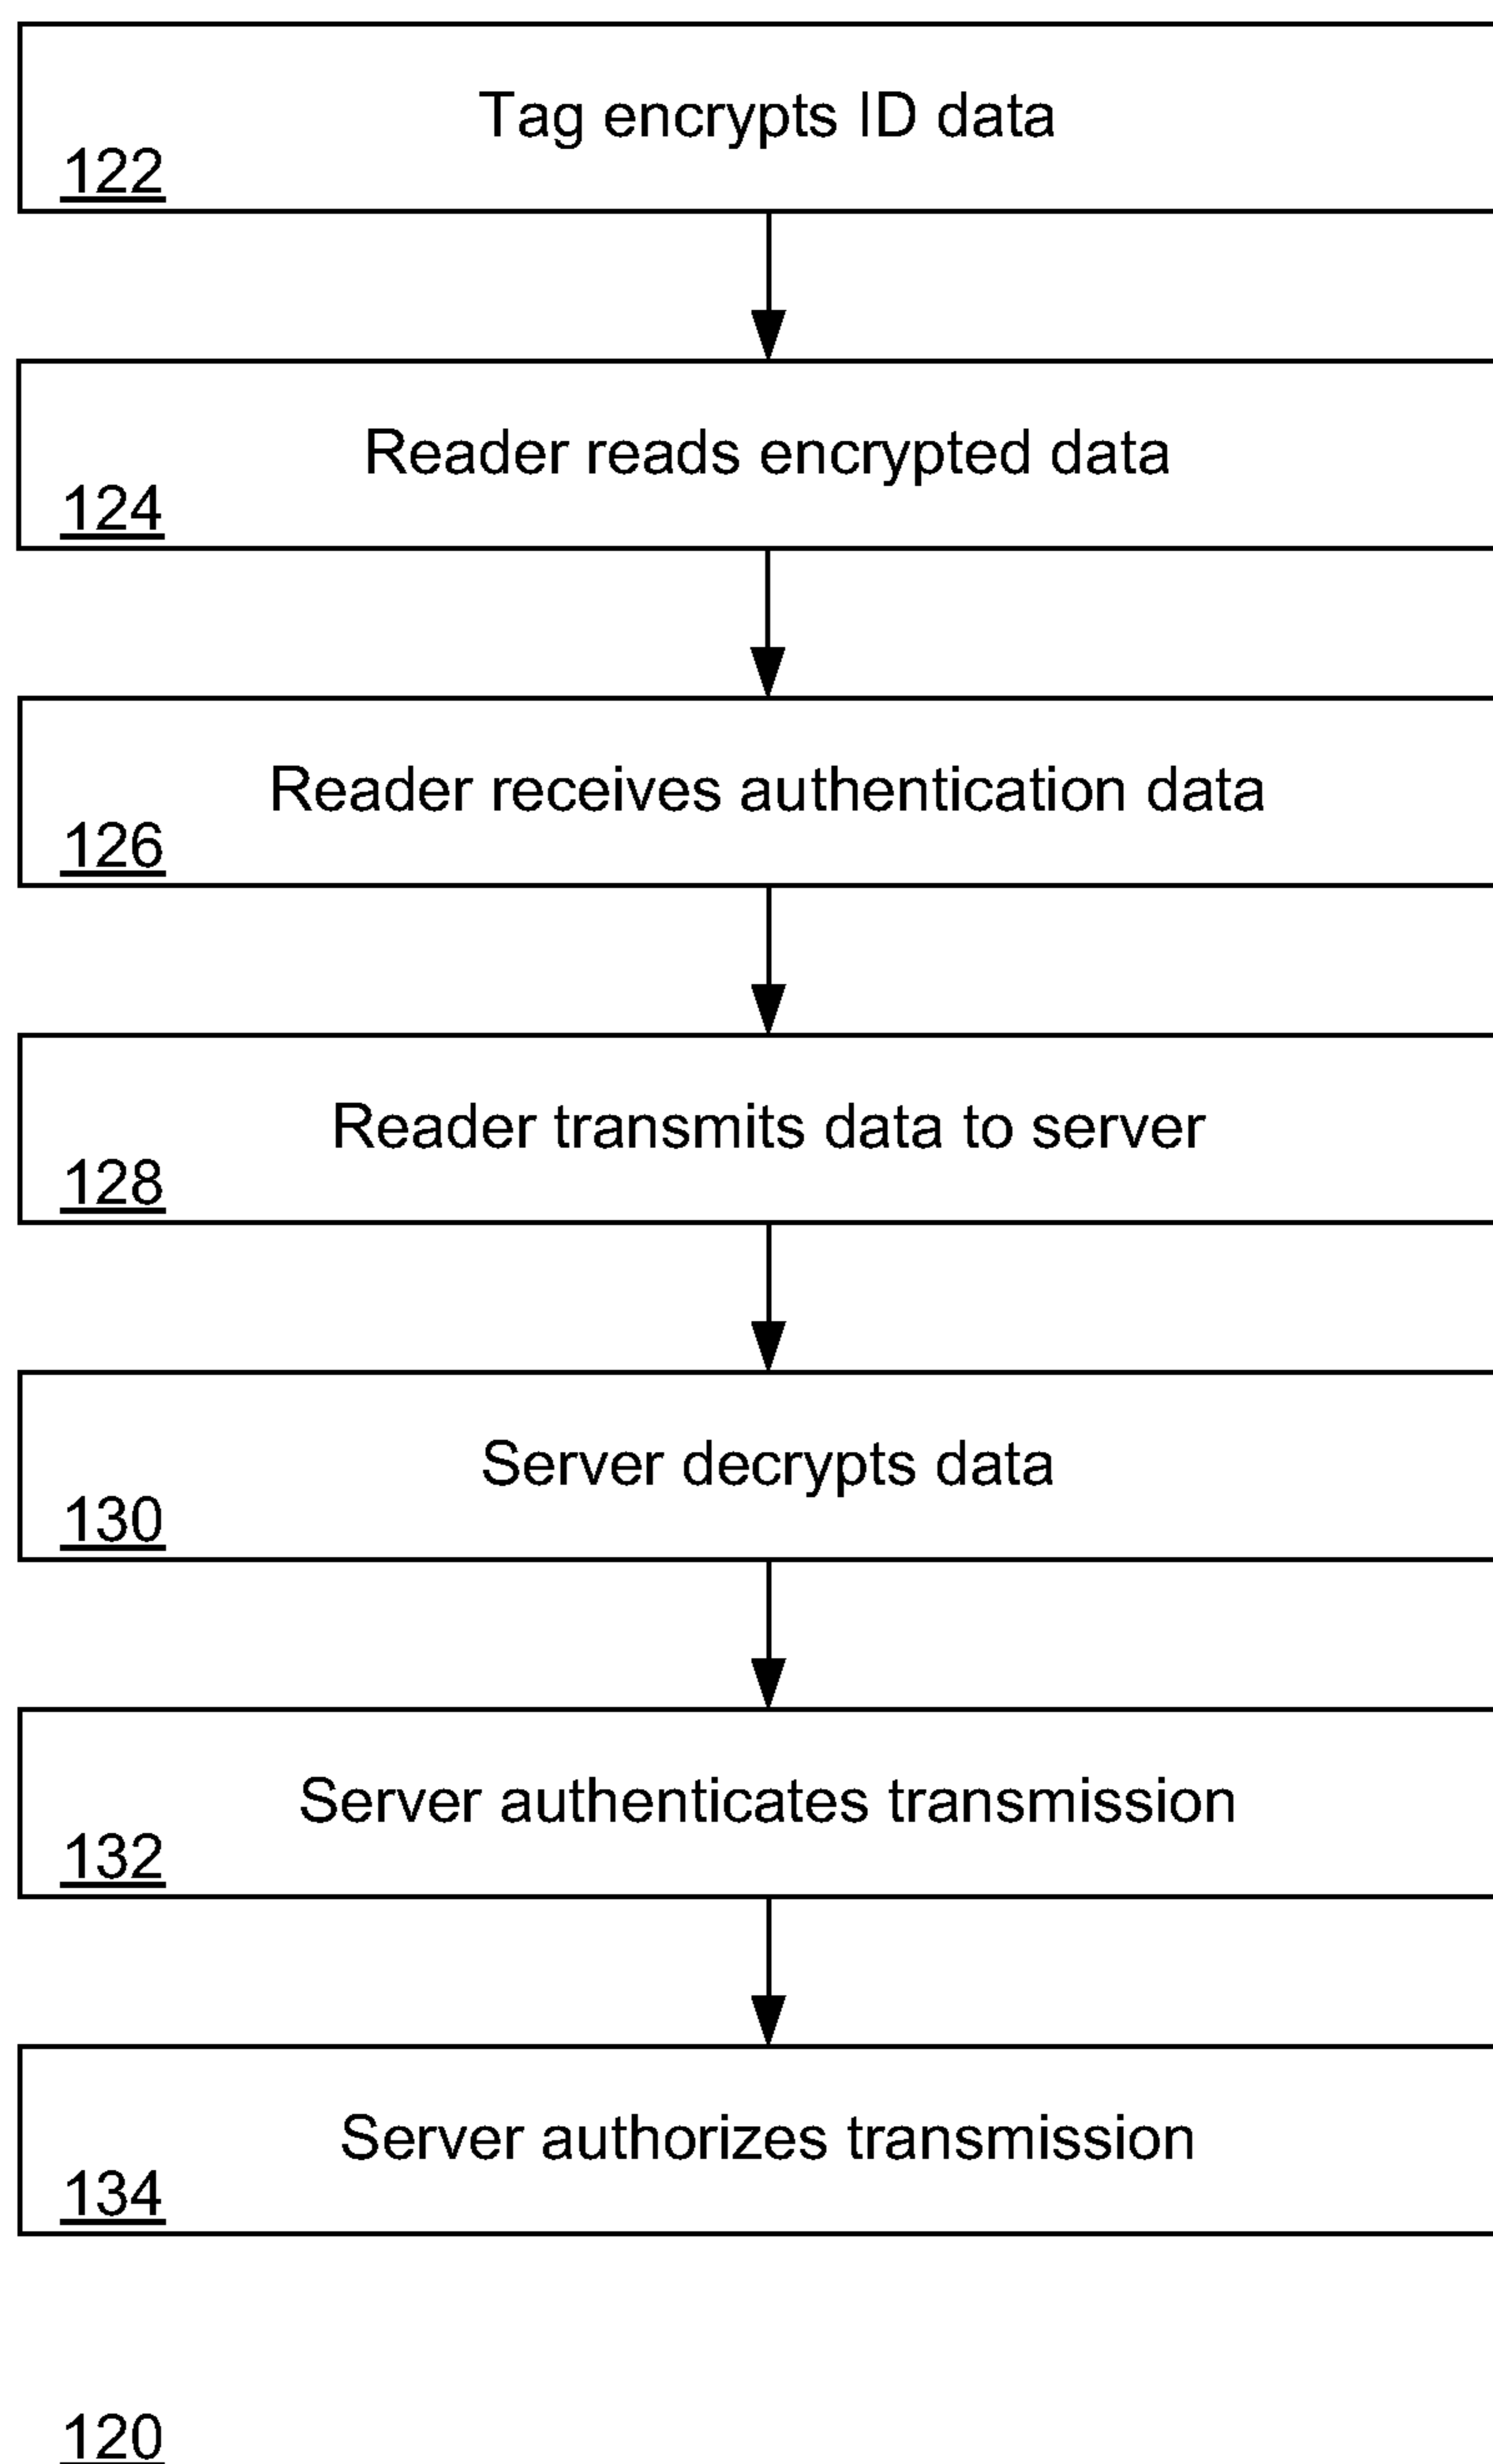 Tag encrypts ID data
122
Reader reads encrypted data
124
Reader receives authentication data
126
Reader transmits data to server
128
Server decrypts data
130
Server authenticates transmission
132
Server authorizes transmission
134
120